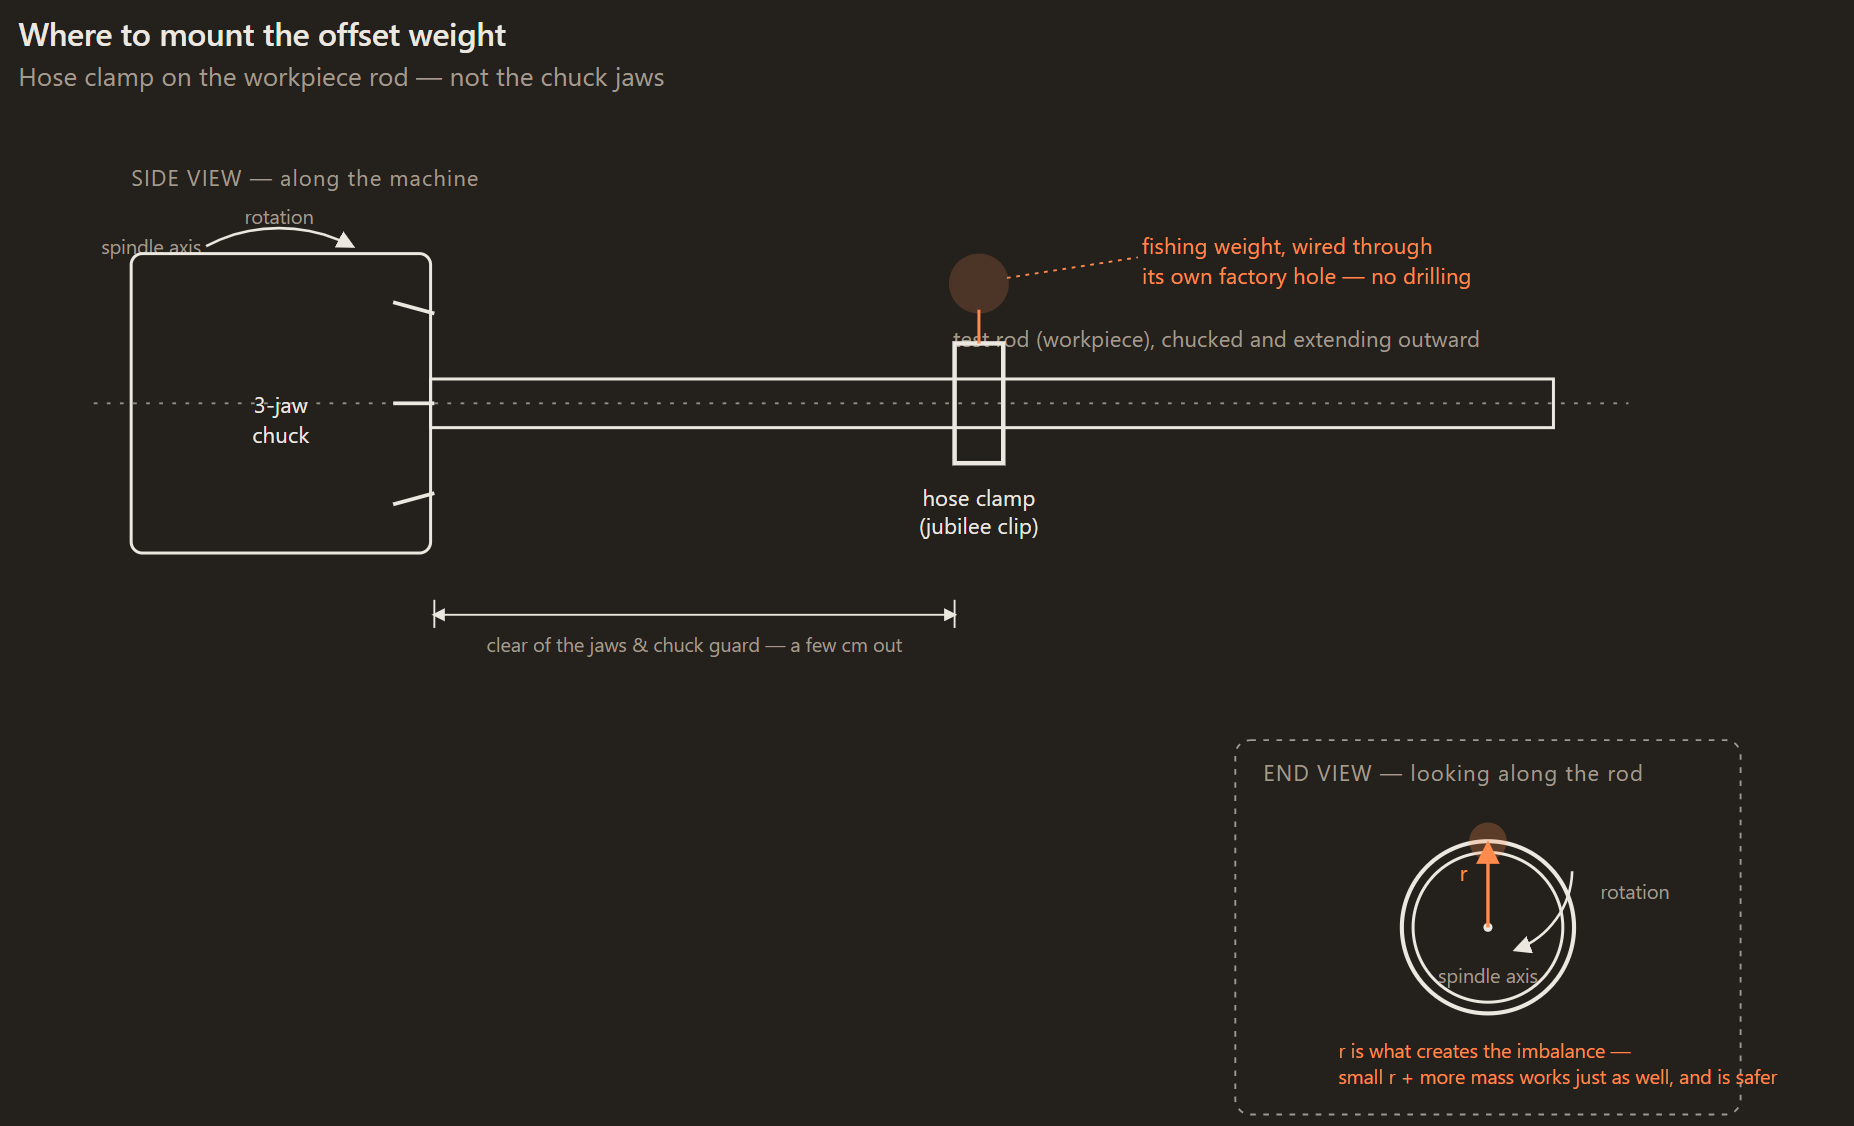 Where to mount the offset weight
Hose clamp on the workpiece rod — not the chuck jaws
SIDE VIEW — along the machine
rotation
spindle axis
fishing weight, wired through
its own factory hole — no drilling
test rod (workpiece), chucked and extending outward
3-jaw
chuck
hose clamp
(jubilee clip)
clear of the jaws & chuck guard — a few cm out
END VIEW — looking along the rod
r
rotation
spindle axis
r is what creates the imbalance —
small r + more mass works just as well, and is safer